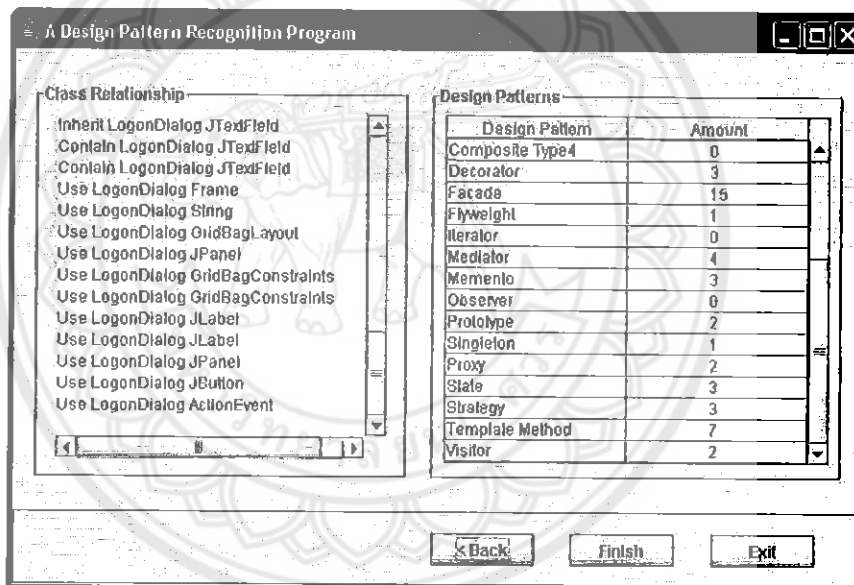 A Design Pattern Recognition Program
Class Relationship
Inherit LogonDialog JTextField
Contain LogonDialog JTextField
Contain LogonDialog JTextField
Use LogonDialog Frame
Use LogonDialog String
Use LogonDialog GridBagLayout
Use LogonDialog JPanel
Use LogonDialog GridBagConstraints
Use LogonDialog GridBagConstraints
Use LogonDialog JLabel
Use LogonDialog JLabel
Use LogonDialog JPanel
Use LogonDialog JButton
Use LogonDialog ActionEvent
Design Patterns
Design Pattern Amount
Composite Type4 0
Decorator 3
Facade 15
Flyweight 1
Iterator 0
Mediator 4
Memento 3
Observer 0
Prototype 2
Singleton 1
Proxy 2
State 3
Strategy 3
Template Method 7
Visitor 2
< Back Finish Exit